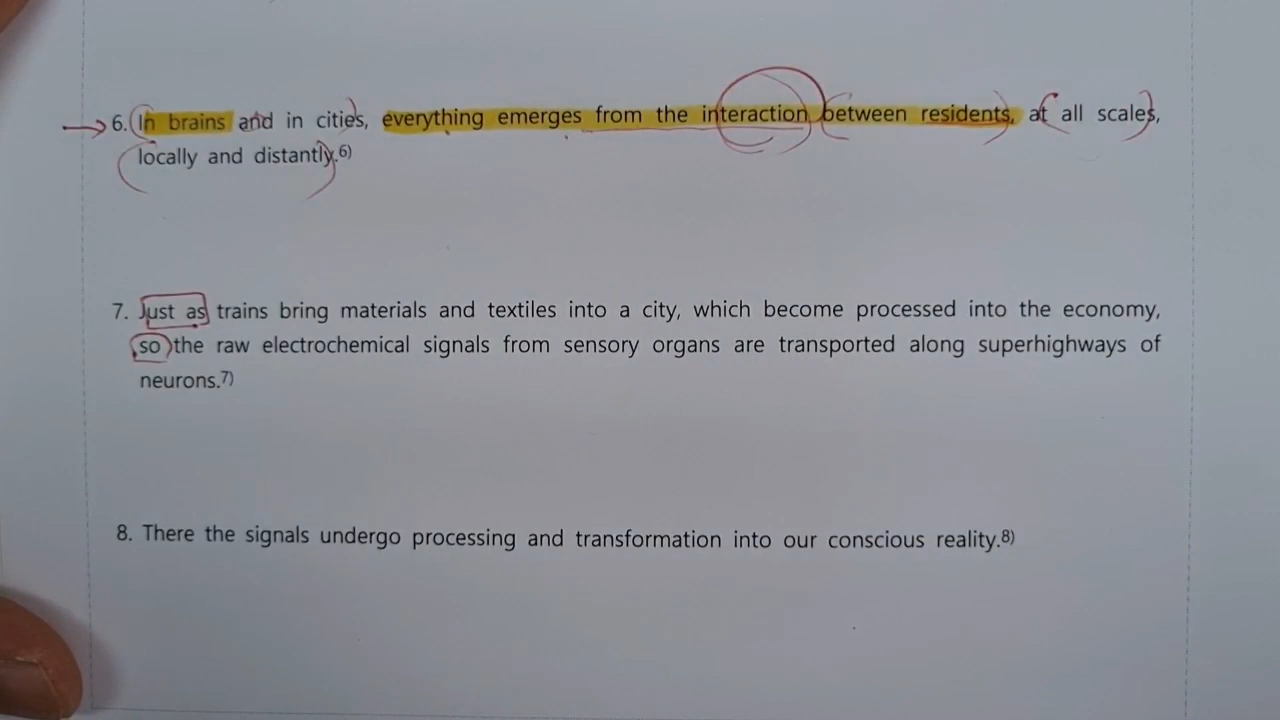 6. In brains and in cities, everything emerges from the interaction between residents, at all scales,
locally and distantly.6)
7. Just as trains bring materials and textiles into a city, which become processed into the economy,
so the raw electrochemical signals from sensory organs are transported along superhighways of
neurons.7)
8. There the signals undergo processing and transformation into our conscious reality.8)